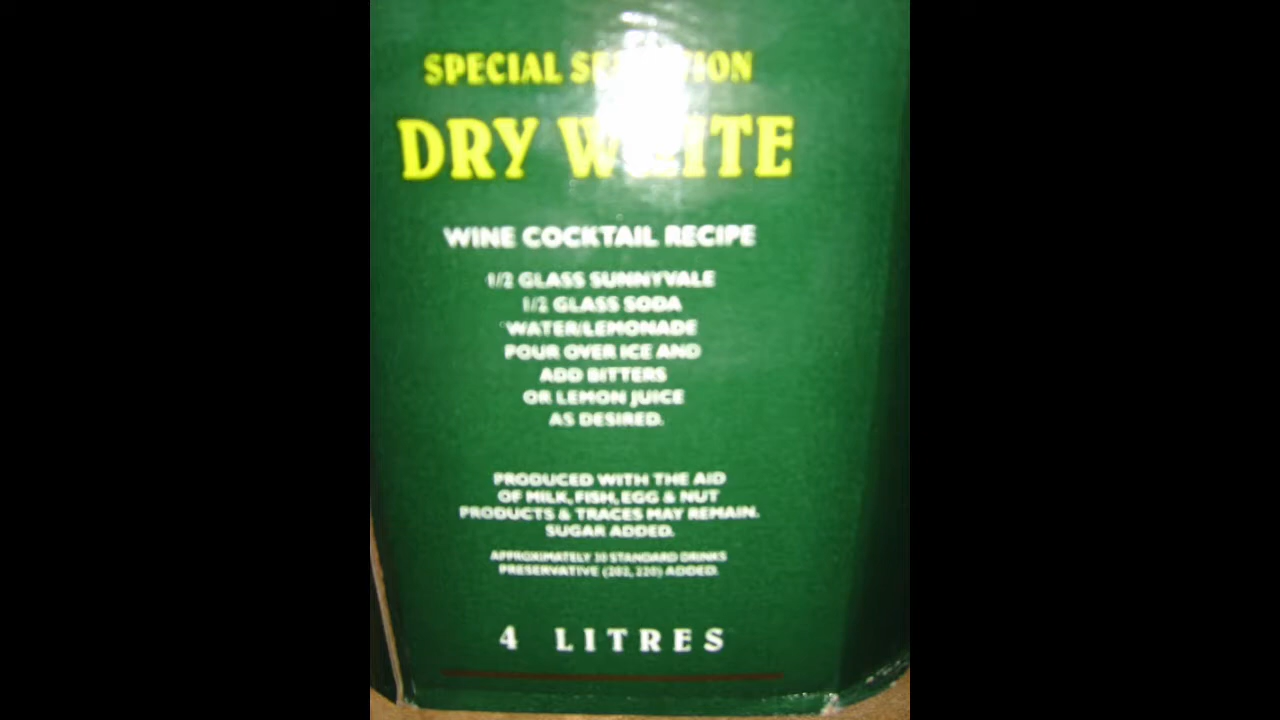 SPECIAL SELECTION
DRY WHITE
WINE COCKTAIL RECIPE
1/2 GLASS SUNNYVALE
1/2 GLASS SODA
WATER/LEMONADE
POUR OVER ICE AND
ADD BITTERS
OR LEMON JUICE
AS DESIRED.
PRODUCED WITH THE AID
OF MILK, FISH, EGG & NUT
PRODUCTS & TRACES MAY REMAIN.
SUGAR ADDED.
APPROXIMATELY STANDARD DRINKS
PRESERVATIVE ADDED.
4 LITRES